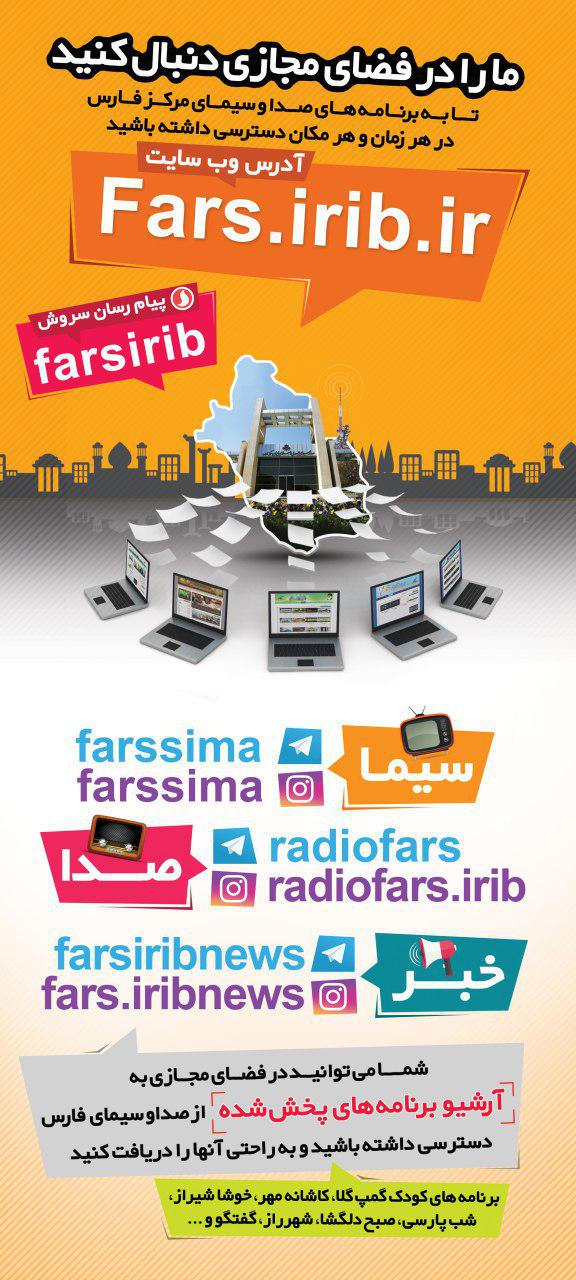 ما را در فضای مجازی دنبال کنید
تا به برنامه های صدا و سیمای مرکز فارس
در هر زمان و هر مکان دسترسی داشته باشید
آدرس وب سایت
Fars.irib.ir
پیام رسان سروش
farsirib
farssima
farssima
سیما
صدا
radiofars
radiofars.irib
farsiribnews
fars.iribnews
خبر
شما می توانید در فضای مجازی به
آرشیو برنامه های پخش شده از صدا و سیمای فارس
دسترسی داشته باشید و به راحتی آنها را دریافت کنید
برنامه های کودک گمپ گلا، کاشانه مهر، خوشا شیراز،
شب پارسی، صبح دلگشا، شهرراز، گفتگو و ...